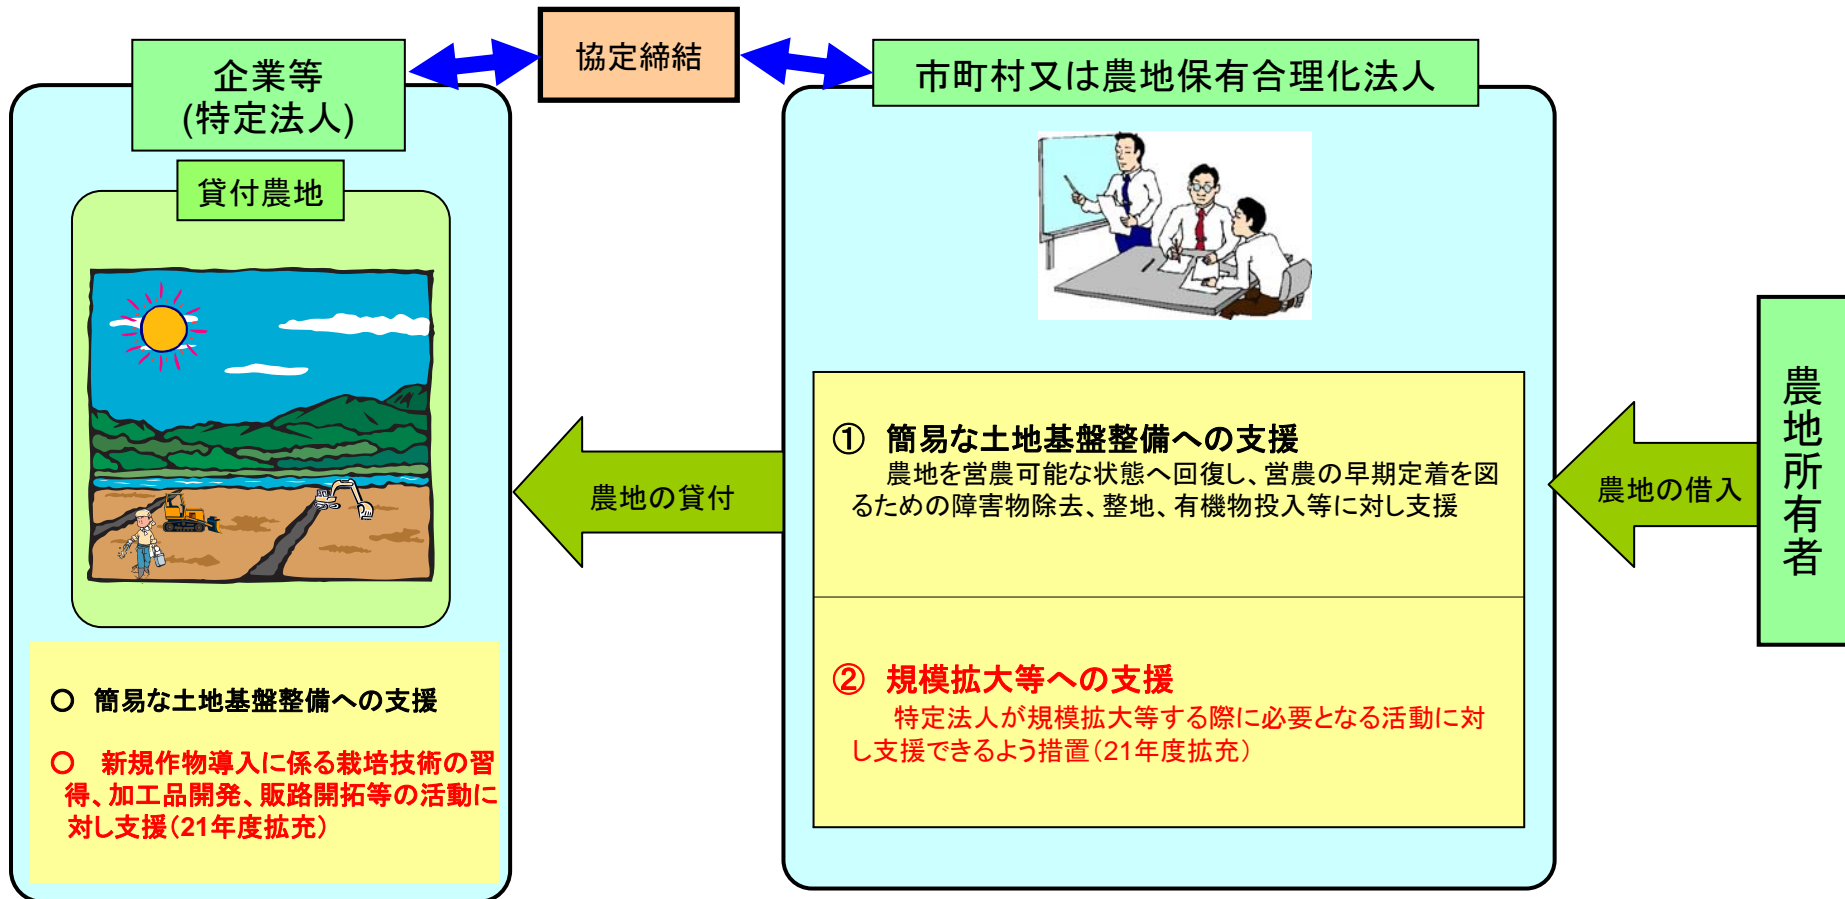 協定締結
企業等
(特定法人)
市町村又は農地保有合理化法人
貸付農地
① 簡易な土地基盤整備への支援
農地を営農可能な状態へ回復し、営農の早期定着を図
るための障害物除去、整地、有機物投入等に対し支援
② 規模拡大等への支援
特定法人が規模拡大等する際に必要となる活動に対
し支援できるよう措置(21年度拡充)
農地の貸付
農地の借入
農地所有者
○ 簡易な土地基盤整備への支援
○ 新規作物導入に係る栽培技術の習
得、加工品開発、販路開拓等の活動に
対し支援(21年度拡充)